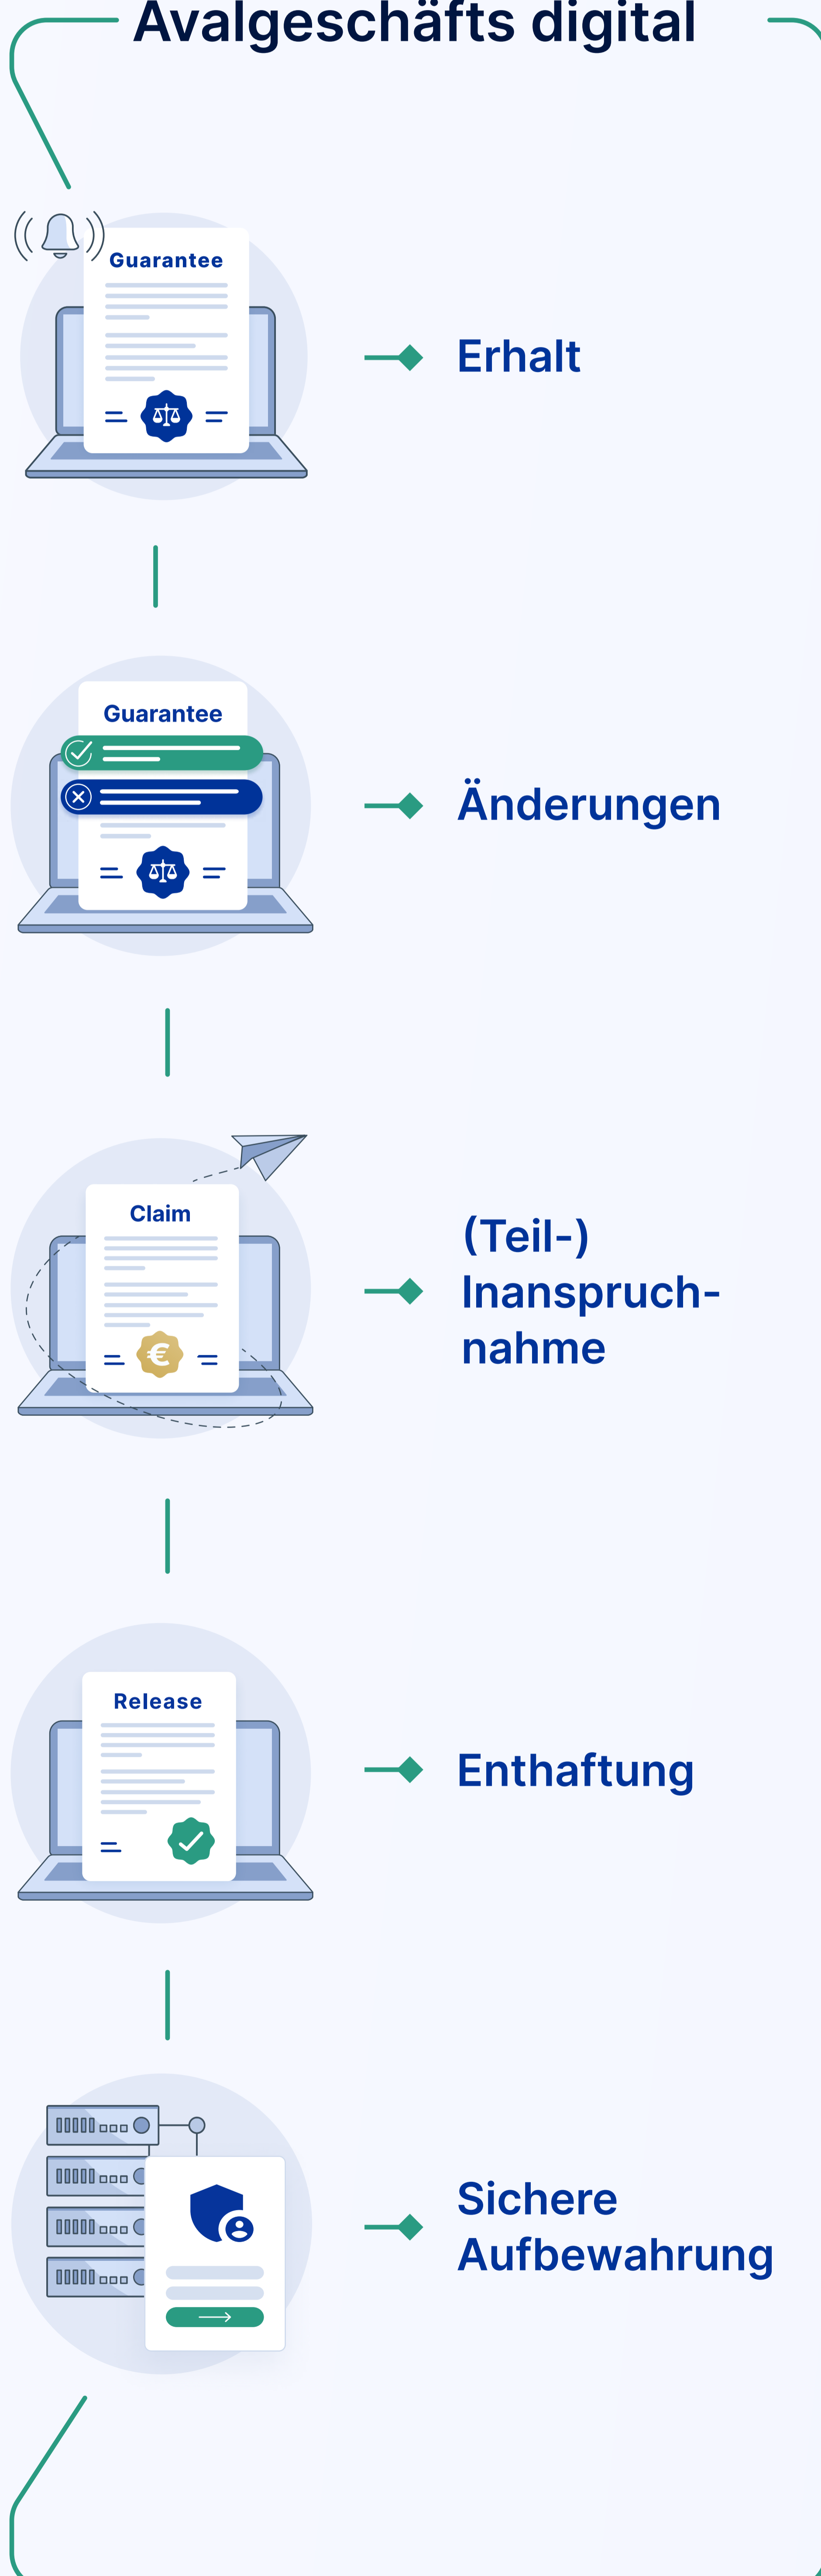 Avalgeschäfts digital
Guarantee
Erhalt
Guarantee
Änderungen
Claim
€
(Teil-)
Inanspruch-
nahme
Release
Enthaftung
Sichere
Aufbewahrung